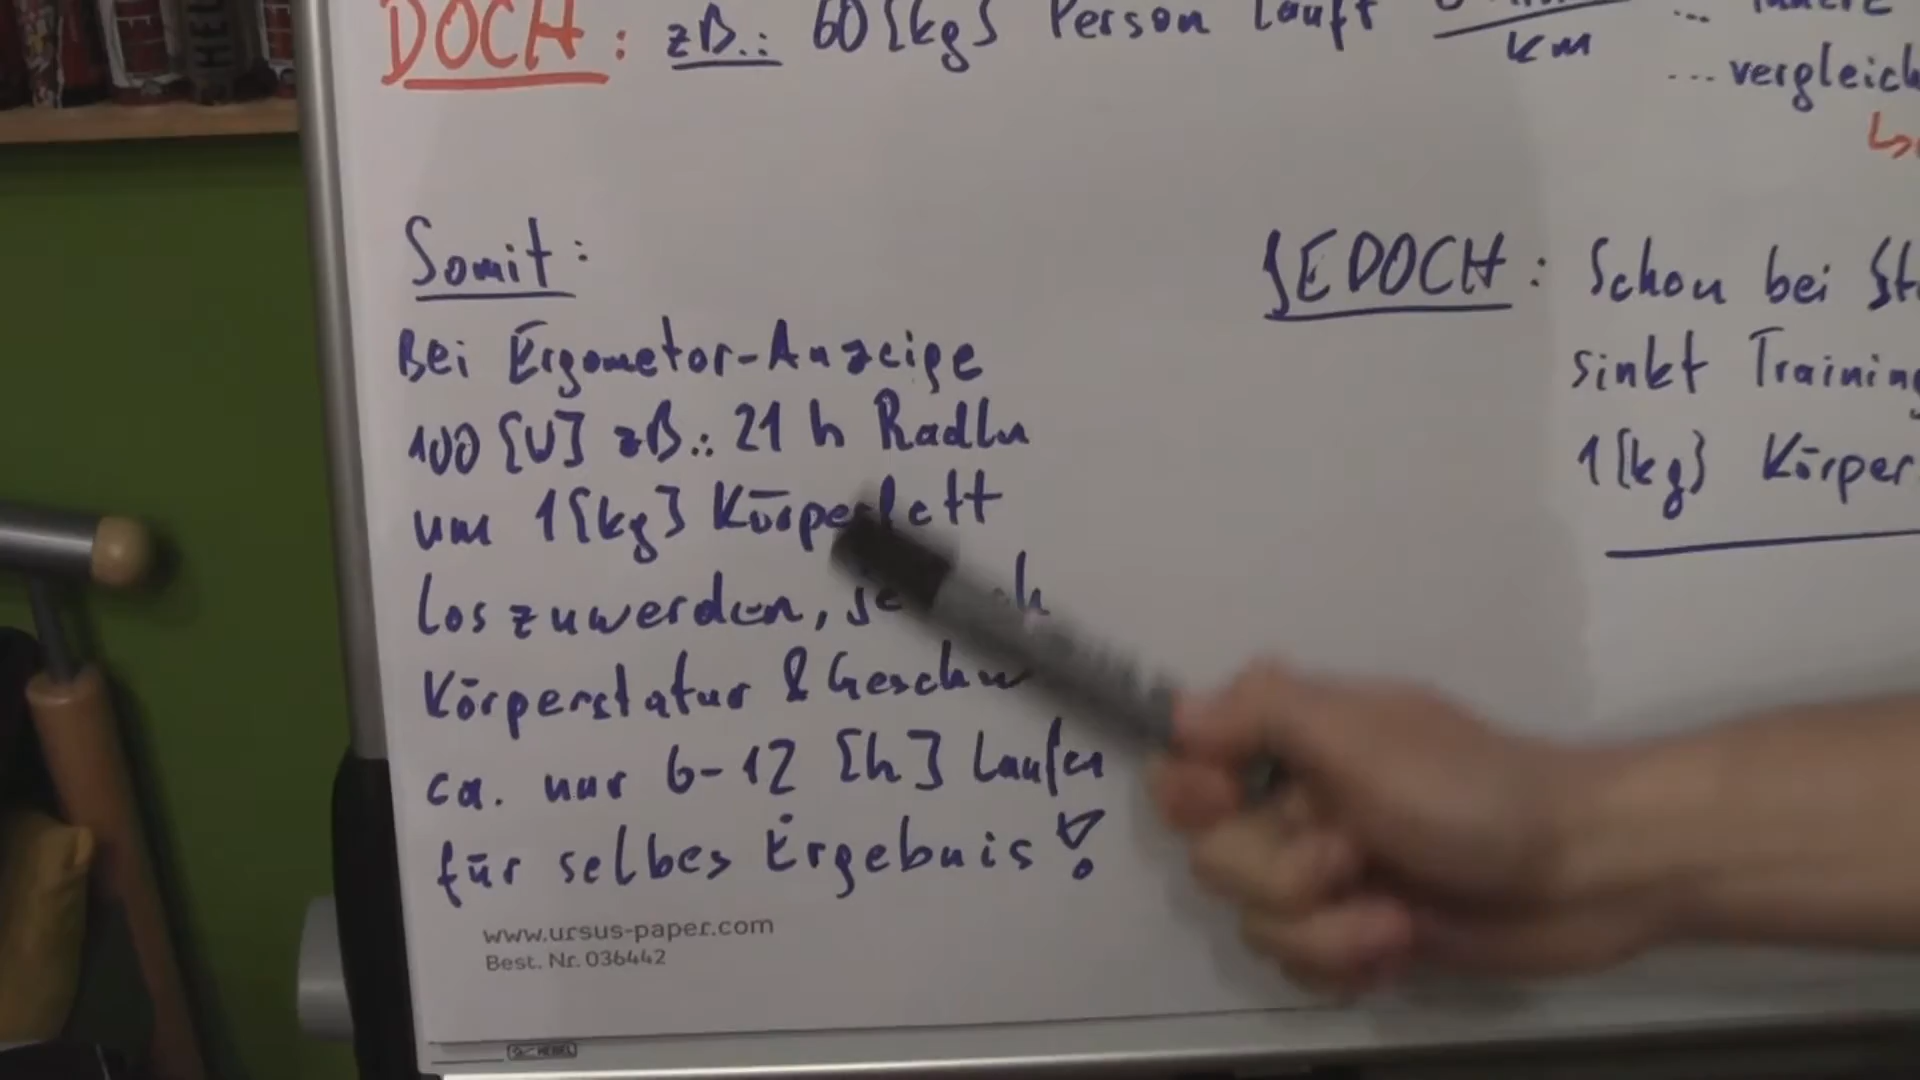 DOCH: zB.: 60 [kg] Person läuft
km
... vergleich
Somit:
Bei Ergometer-Anzeige
100 [W] zB.: 21 h Radln
um 1 [kg] Körperfett
loszuwerden,
Körperstatur & Geschw
ca. nur 6-12 [h] Laufen
für selbes Ergebnis!
JEDOCH: Schon bei
sinkt Training
1 [kg] Körper
www.ursus-paper.com
Best. Nr. 036442